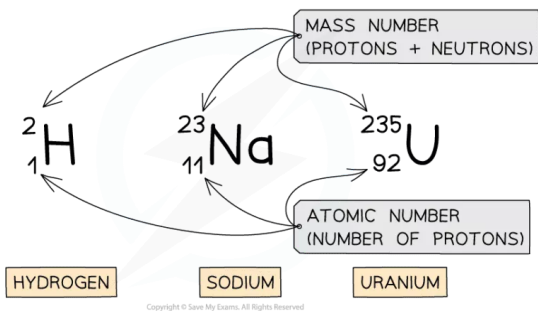 MASS NUMBER
(PROTONS + NEUTRONS)
2
1
H
23
11
Na
235
92
U
ATOMIC NUMBER
(NUMBER OF PROTONS)
HYDROGEN
SODIUM
URANIUM
Copyright © Save My Exams. All Rights Reserved